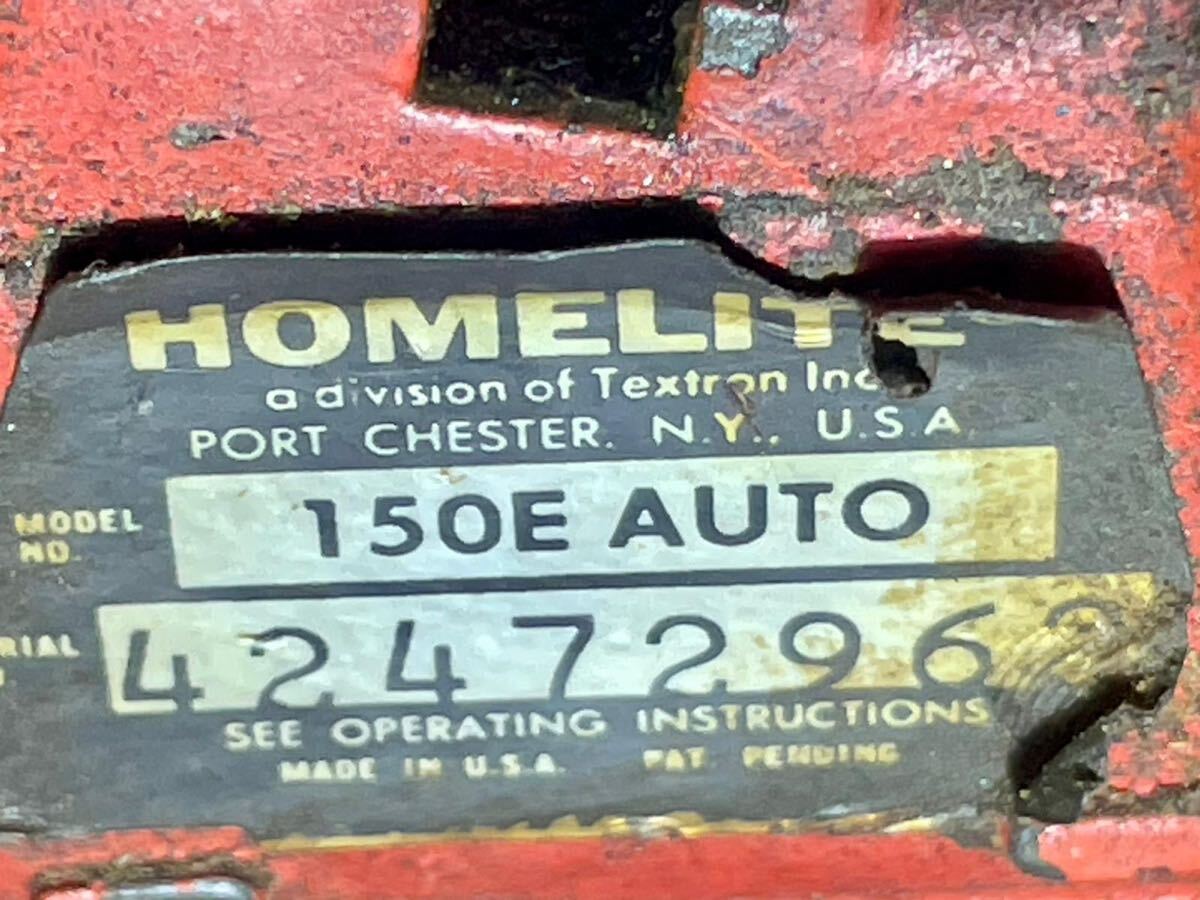 HOMELITE
a division of Textron Inc.
PORT CHESTER, N.Y., U.S.A.
MODEL NO. 150E AUTO
4247296
SEE OPERATING INSTRUCTIONS
MADE IN U.S.A. PAT. PENDING